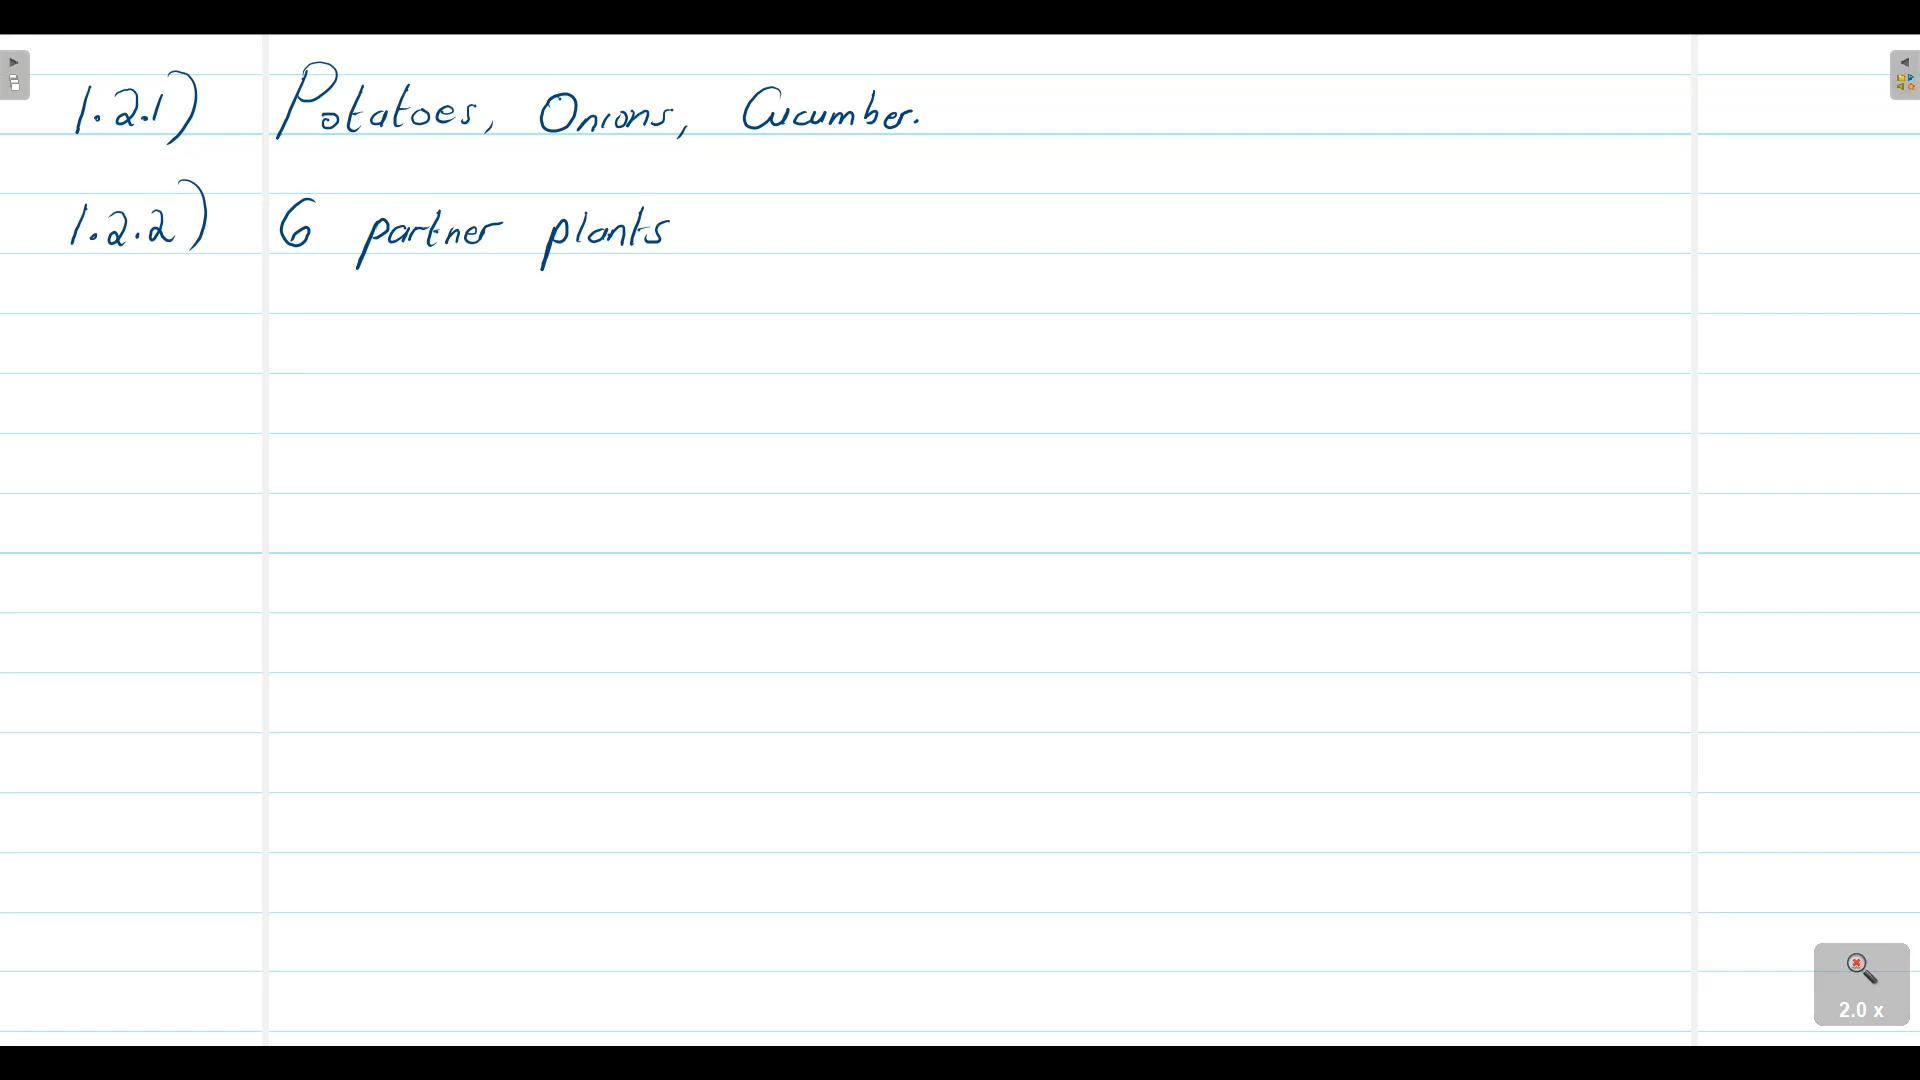 1.2.1) Potatoes, Onions, Cucumber.
1.2.2) 6 partner plants
2.0 x